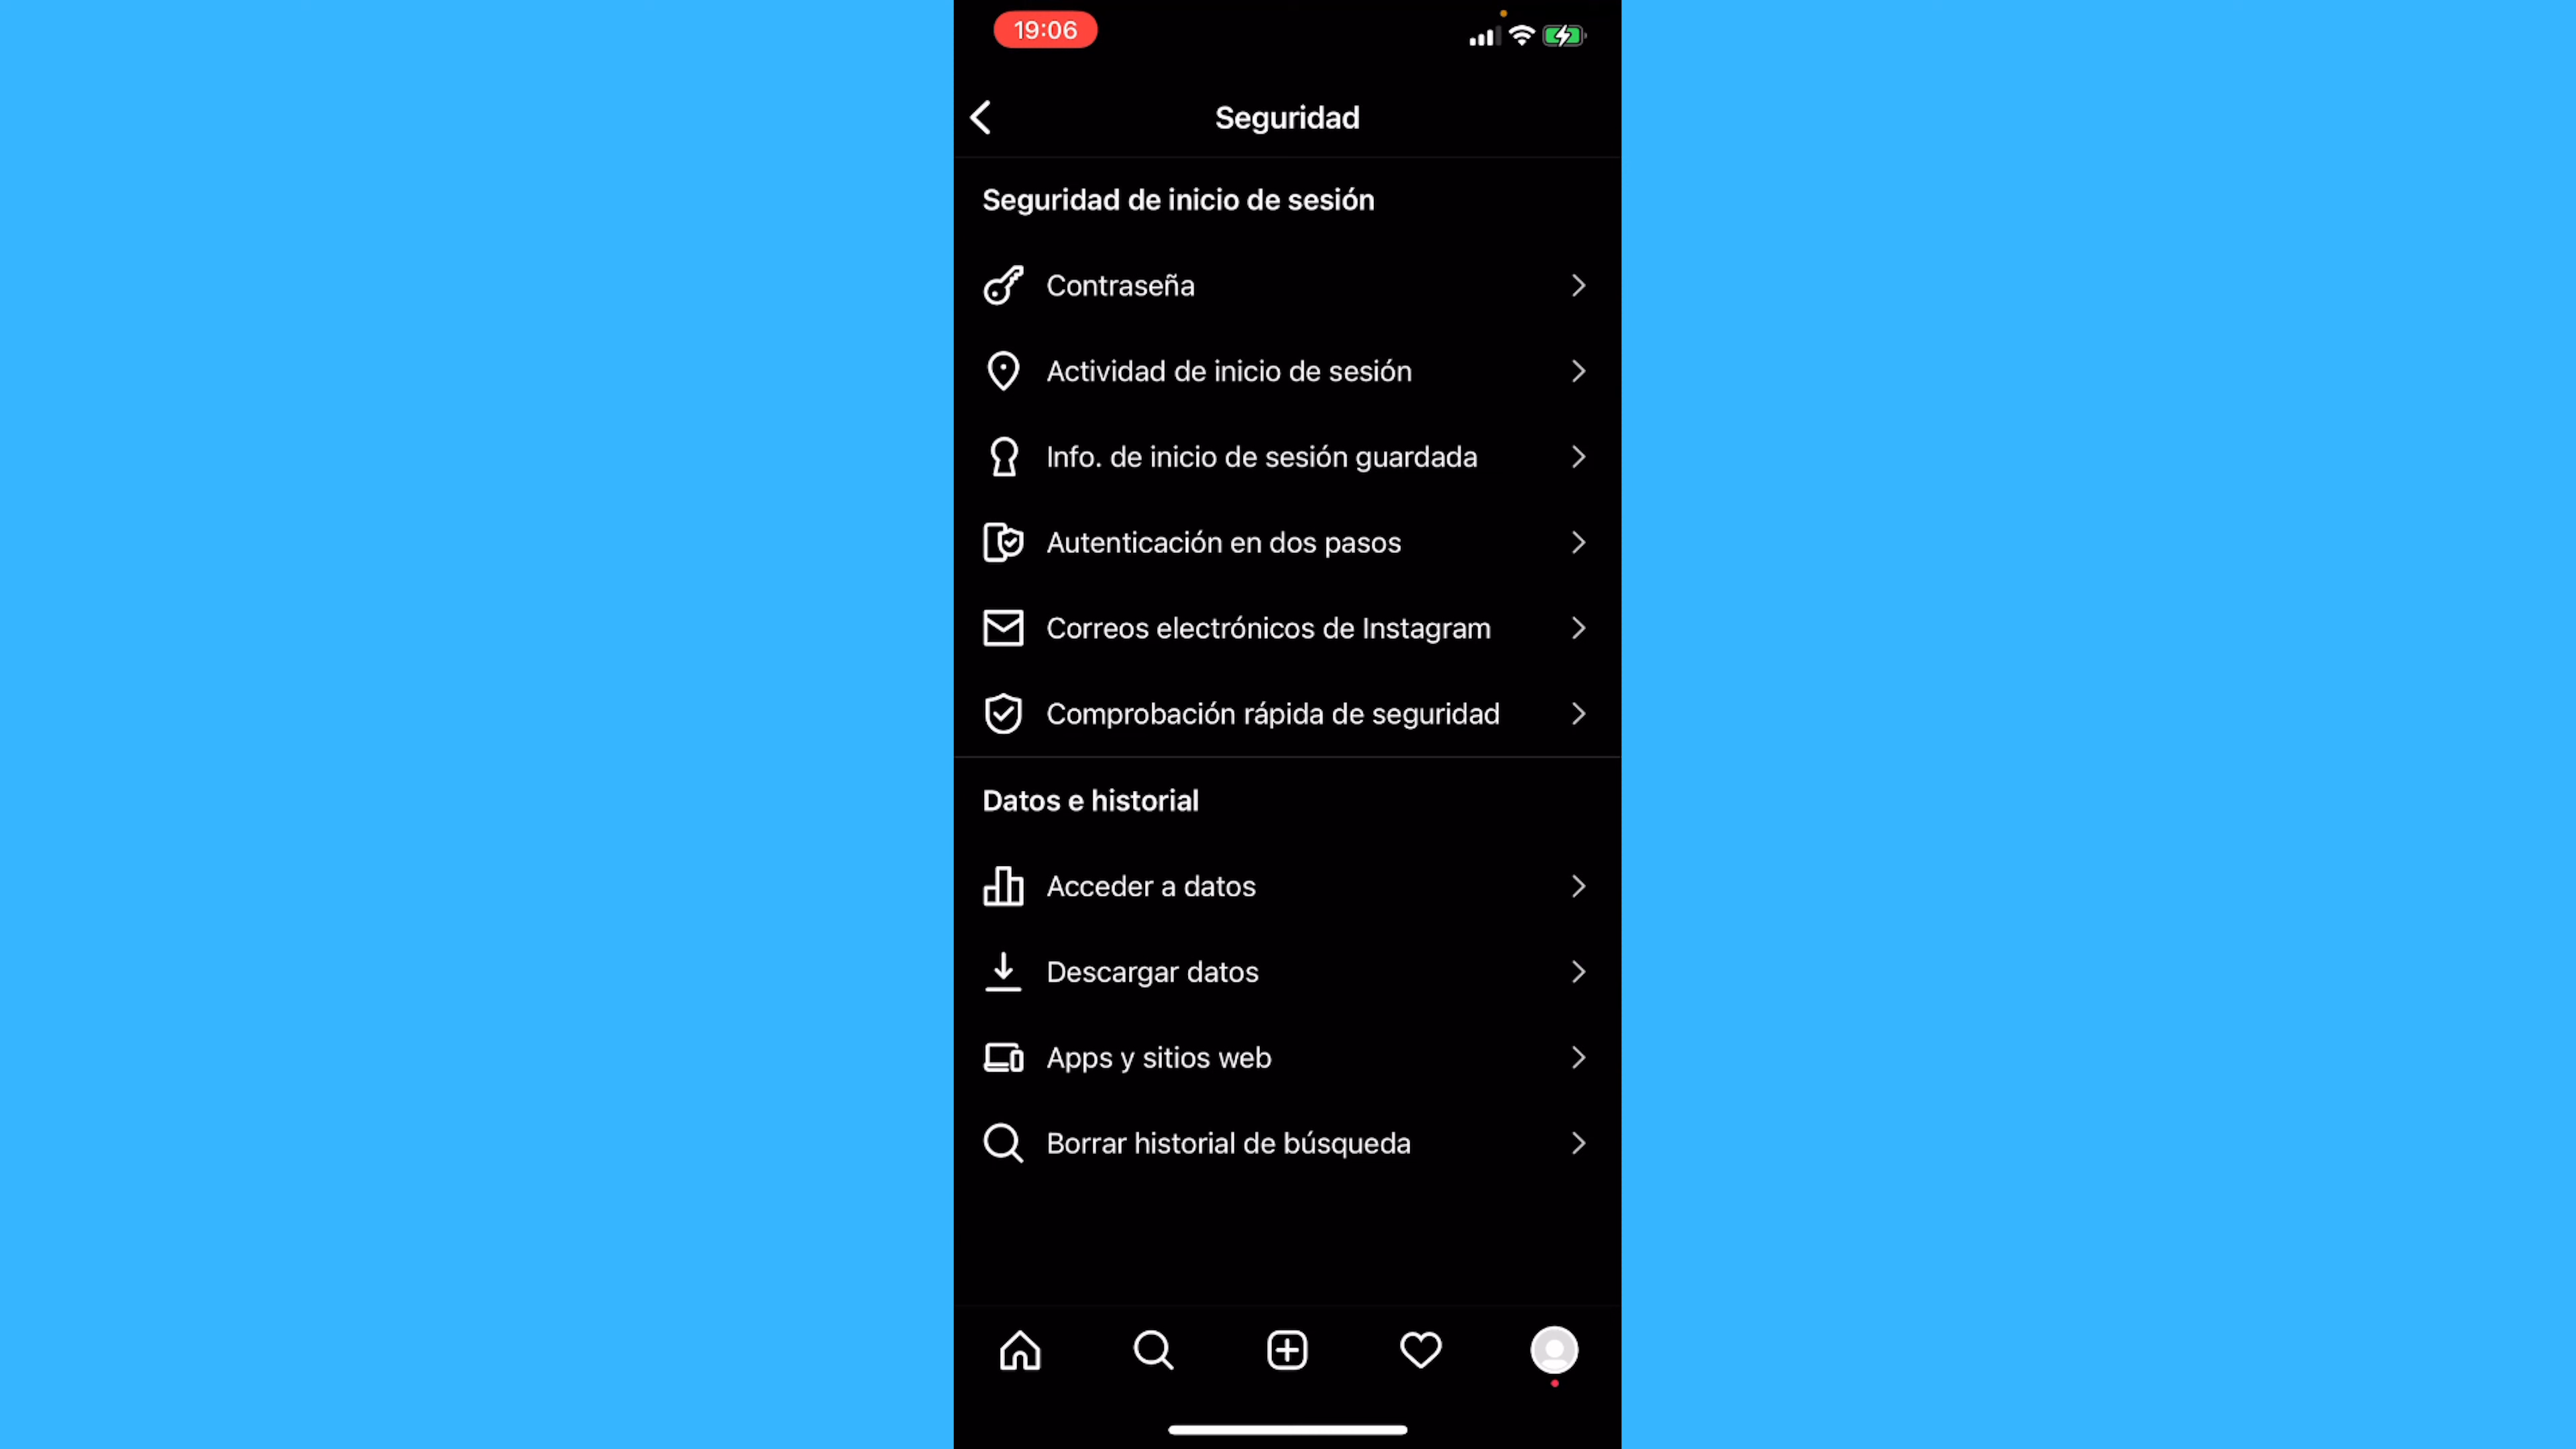 19:06
Seguridad
Seguridad de inicio de sesión
Contraseña
Actividad de inicio de sesión
Info. de inicio de sesión guardada
Autenticación en dos pasos
Correos electrónicos de Instagram
Comprobación rápida de seguridad
Datos e historial
Acceder a datos
Descargar datos
Apps y sitios web
Borrar historial de búsqueda